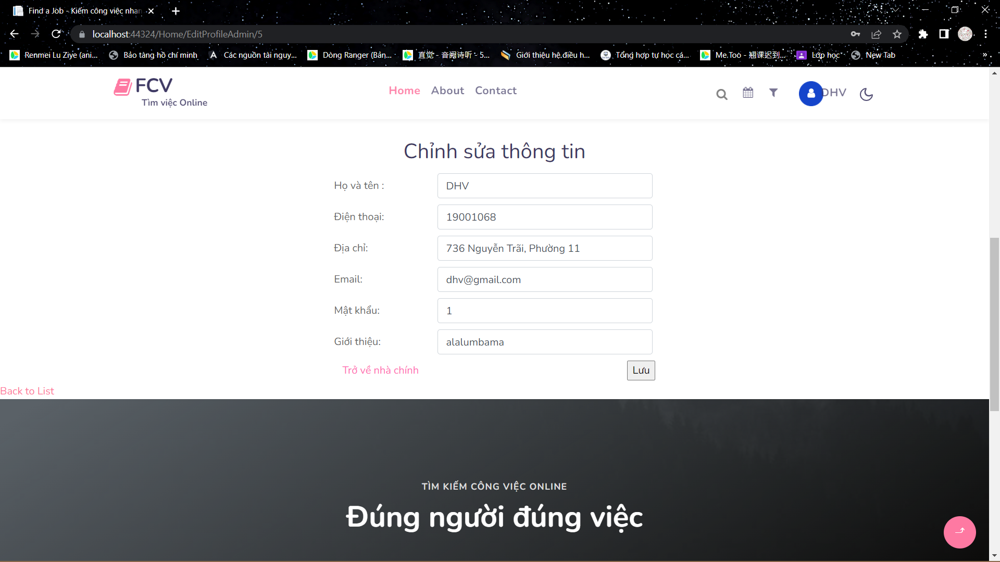 Find a Job - Kiếm công việc nhan
localhost:44324/Home/EditProfileAdmin/5
Renmei Lu Ziye (ani...
Bảo tàng hồ chí minh
Các nguồn tài nguy...
Dòng Ranger (Bản,...
直觉 - 音阙诗听 - 5...
Giới thiệu hệ điều h...
Tổng hợp tự học cá...
Me.Too - 翘课迟到...
Lớp học
New Tab
»
FCV
Tìm việc Online
Home
About
Contact
DHV
Chỉnh sửa thông tin
Họ và tên :
DHV
Điện thoại:
19001068
Địa chỉ:
736 Nguyễn Trãi, Phường 11
Email:
dhv@gmail.com
Mật khẩu:
1
Giới thiệu:
alalumbama
Trở về nhà chính
Lưu
Back to List
TÌM KIẾM CÔNG VIỆC ONLINE
Đúng người đúng việc